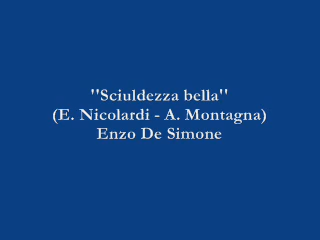 "Sciuldezza bella"
(E. Nicolardi - A. Montagna)
Enzo De Simone